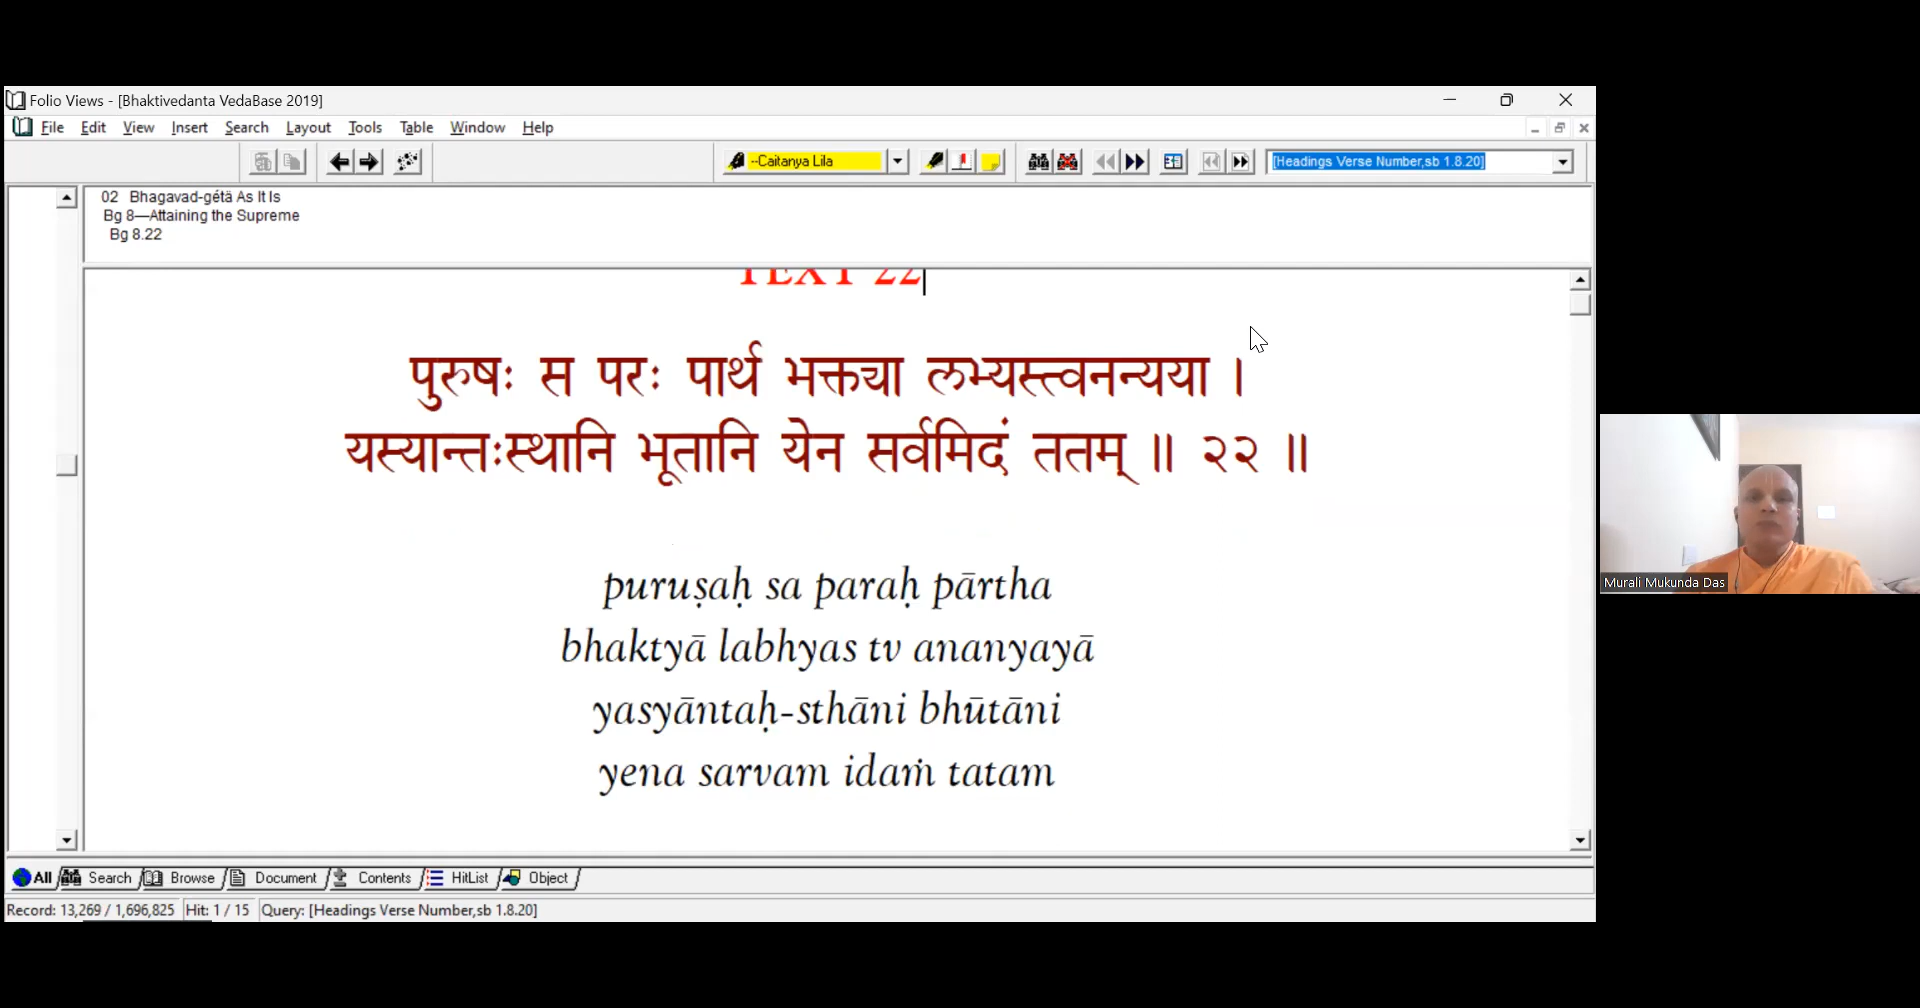 Folio Views - [Bhaktivedanta VedaBase 2019]
File Edit View Insert Search Layout Tools Table Window Help
--Caitanya Lila
[Headings Verse Number,sb 1.8.20]
02 Bhagavad-gétä As It Is
Bg 8—Attaining the Supreme
Bg 8.22
TEXT 22
पुरुषः स परः पार्थ भक्त्या लभ्यस्त्वनन्यया ।
यस्यान्तःस्थानि भूतानि येन सर्वमिदं ततम् ॥ २२ ॥
puruṣaḥ sa paraḥ pārtha
bhaktyā labhyas tv ananyayā
yasyāntaḥ-sthāni bhūtāni
yena sarvam idaṁ tatam
Murali Mukunda Das
All Search Browse Document Contents HitList Object
Record: 13,269 / 1,696,825 Hit: 1 / 15 Query: [Headings Verse Number,sb 1.8.20]